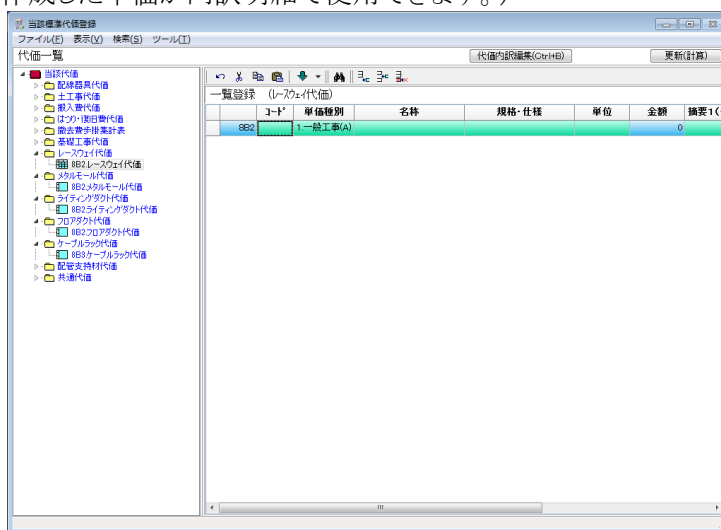 作成した単価が内訳明細で使用できます。)
当該標準代価登録
ファイル(F) 表示(V) 検索(S) ツール(T)
代価一覧
代価内訳編集(Ctrl+B)
更新(計算)
当該代価
配線器具代価
土工事代価
搬入費代価
はつり・復旧費代価
撤去費歩掛集計表
基礎工事代価
レースウェイ代価
8B2.レースウェイ代価
メタルモール代価
8B2.メタルモール代価
ライティングダクト代価
8B2.ライティングダクト代価
フロアダクト代価
8B2.フロアダクト代価
ケーブルラック代価
8B3.ケーブルラック代価
配管支持材代価
共通代価
一覧登録 (レースウェイ代価)
コード 単価種別 名称 規格・仕様 単位 金額 摘要1(
8B2 1 一般工事(A) 0